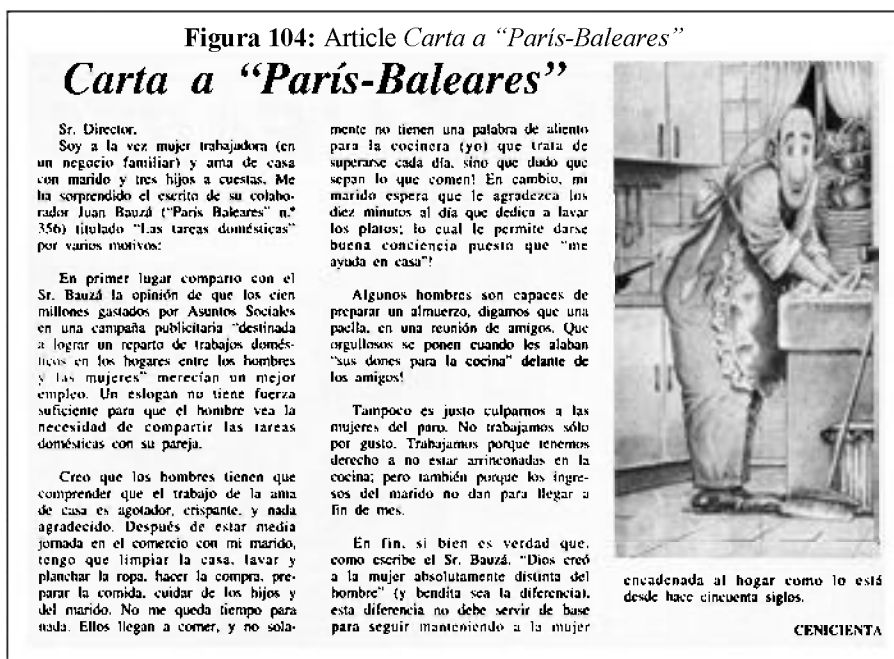 Figura 104: Article Carta a “París-Baleares”
Carta a “París-Baleares”
Sr. Director.
Soy a la vez mujer trabajadora (en
un negocio familiar) y ama de casa
con marido y tres hijos a cuestas. Me
ha sorprendido el escrito de su colabo-
rador Juan Bauzá (“París Baleares” n.º
356) titulado “Las tareas domésticas”
por varios motivos:
En primer lugar comparto con el
Sr. Bauzá la opinión de que los cien
millones gastados por Asuntos Sociales
en una campaña publicitaria “destinada
a lograr un reparto de trabajos domés-
ticos en los hogares entre los hombres
y las mujeres” merecían un mejor
empleo. Un eslogan no tiene fuerza
suficiente para que el hombre vea la
necesidad de compartir las tareas
domésticas con su pareja.
Creo que los hombres tienen que
comprender que el trabajo de la ama
de casa es agotador, crispante, y nada
agradecido. Después de estar media
jornada en el comercio con mi marido,
tengo que limpiar la casa, lavar y
planchar la ropa, hacer la compra, pre-
parar la comida, cuidar de los hijos y
del marido. No me queda tiempo para
nada. Ellos llegan a comer, y no sola-
mente no tienen una palabra de aliento
para la cocinera (yo) que trata de
superarse cada día, sino que dudo que
sepan lo que comen! En cambio, mi
marido espera que le agradezca los
diez minutos al día que dedica a lavar
los platos; lo cual le permite darse
buena conciencia puesto que “me
ayuda en casa”!
Algunos hombres son capaces de
preparar un almuerzo, digamos que una
paella, en una reunión de amigos. Que
orgullosos se ponen cuando les alaban
“sus dones para la cocina” delante de
los amigos!
Tampoco es justo culparnos a las
mujeres del paro. No trabajamos sólo
por gusto. Trabajamos porque tenemos
derecho a no estar arrinconadas en la
cocina; pero también porque los ingre-
sos del marido no dan para llegar a
fin de mes.
En fin, si bien es verdad que,
como escribe el Sr. Bauzá, “Dios creó
a la mujer absolutamente distinta del
hombre” (y bendita sea la diferencia),
esta diferencia no debe servir de base
para seguir manteniendo a la mujer
encadenada al hogar como lo está
desde hace cincuenta siglos.
CENICIENTA